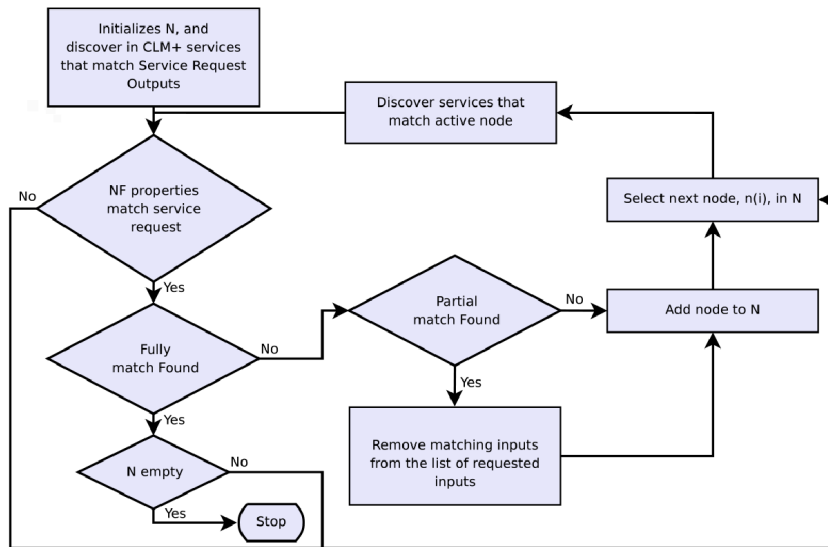 Initializes N, and
discover in CLM+ services
that match Service Request
Outputs
Discover services that
match active node
No
NF properties
match service
request
Select next node, n(i), in N
Yes
Partial
match Found
No
Add node to N
Fully
match Found
No
Yes
Yes
Remove matching inputs
from the list of requested
inputs
N empty
No
Yes
Stop